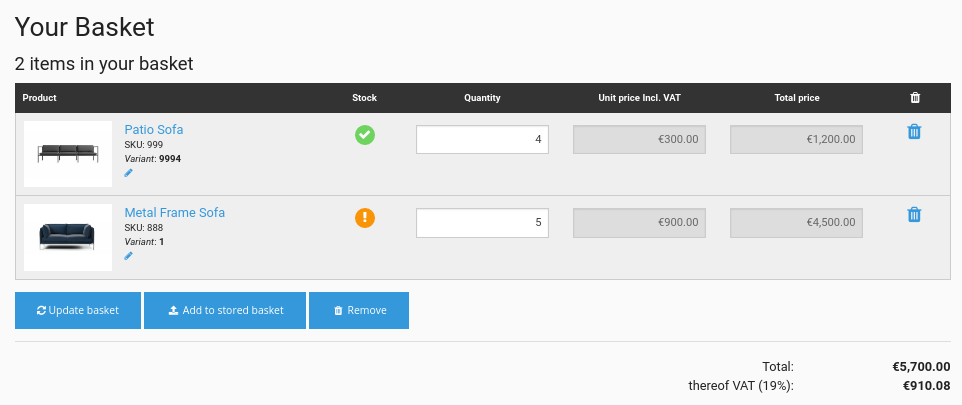 Your Basket
2 items in your basket
Product Stock Quantity Unit price Incl. VAT Total price
Patio Sofa
SKU: 999
Variant: 9994
4 €300.00 €1,200.00
Metal Frame Sofa
SKU: 888
Variant: 1
5 €900.00 €4,500.00
Update basket Add to stored basket Remove
Total: €5,700.00
thereof VAT (19%): €910.08